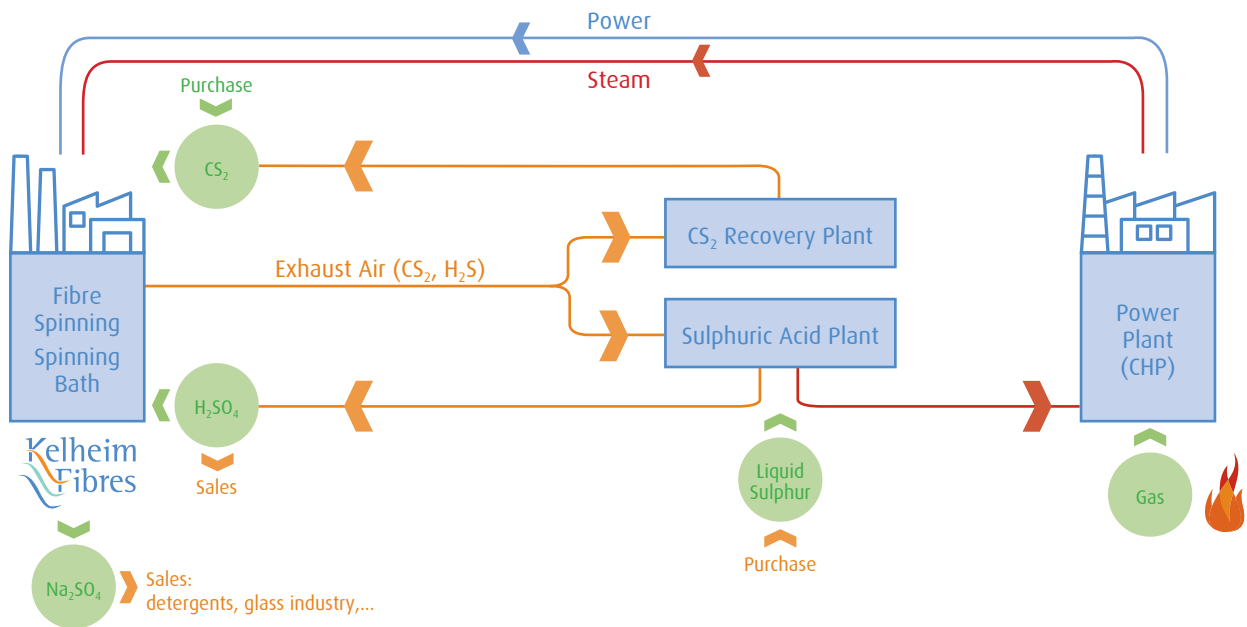 Power
Steam
Purchase
CS₂
CS₂ Recovery Plant
Exhaust Air (CS₂, H₂S)
Fibre
Spinning
Spinning
Bath
Sulphuric Acid Plant
Power
Plant
(CHP)
H₂SO₄
Sales
Kelheim
Fibres
Liquid
Sulphur
Purchase
Gas
Na₂SO₄
Sales:
detergents, glass industry,...